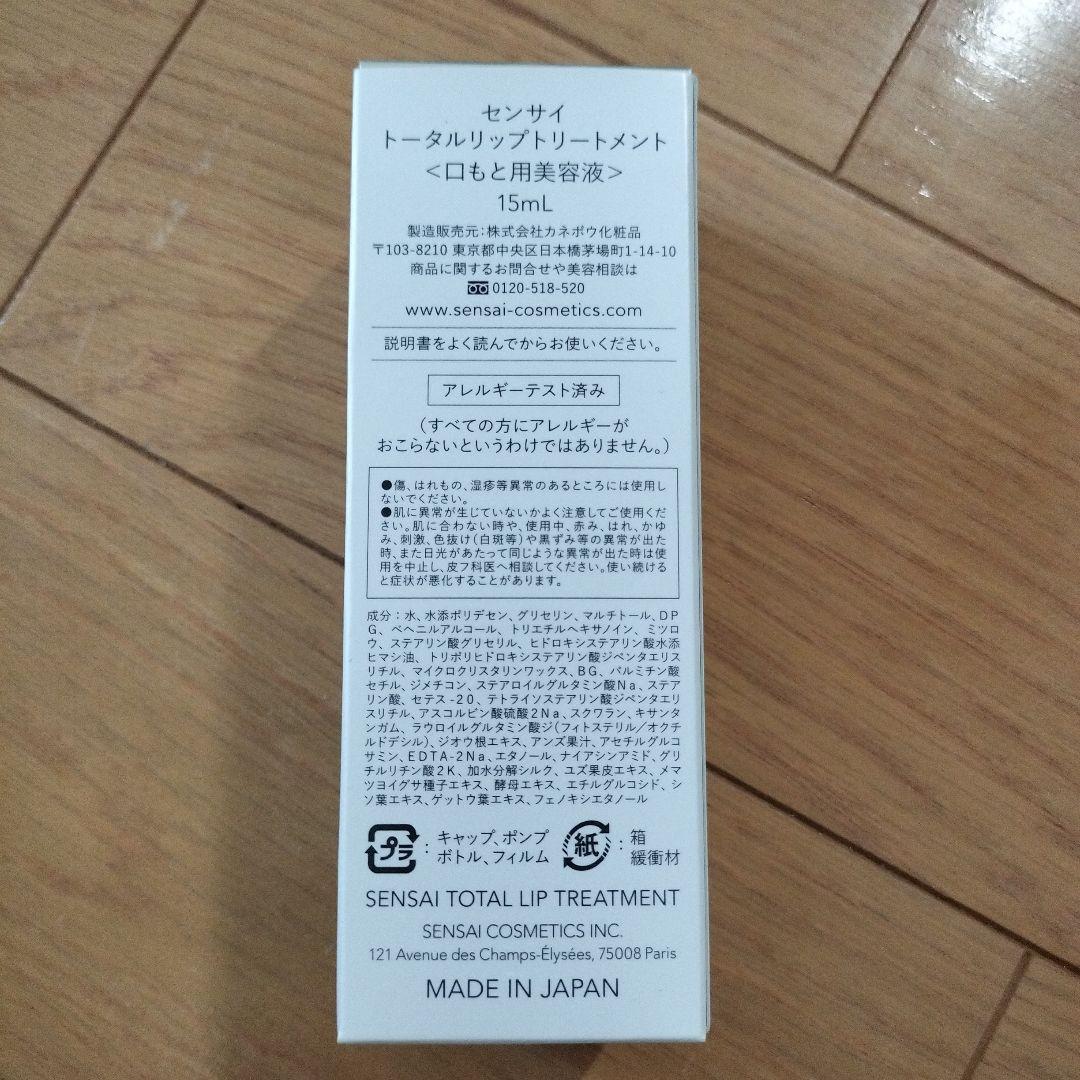 センサイ
トータルリップトリートメント
<口もと用美容液>
15mL
製造販売元:株式会社カネボウ化粧品
〒103-8210 東京都中央区日本橋茅場町1-14-10
商品に関するお問合せや美容相談は
0120-518-520
www.sensai-cosmetics.com
説明書をよく読んでからお使いください。
アレルギーテスト済み
(すべての方にアレルギーが
おこらないというわけではありません。)
●傷、はれもの、湿疹等異常のあるところには使用し
ないでください。
●肌に異常が生じていないかよく注意してご使用くだ
さい。肌に合わない時や、使用中、赤み、はれ、かゆ
み、刺激、色抜け(白斑等)や黒ずみ等の異常が出た
時、また日光があたって同じような異常が出た時は使
用を中止し、皮フ科医へ相談してください。使い続ける
と症状が悪化することがあります。
成分:水、水添ポリデセン、グリセリン、マルチトール、DP
G、ベヘニルアルコール、トリエチルヘキサノイン、ミツロ
ウ、ステアリン酸グリセリル、ヒドロキシステアリン酸水添
ヒマシ油、トリポリヒドロキシステアリン酸ジペンタエリス
リチル、マイクロクリスタリンワックス、BG、パルミチン酸
セチル、ジメチコン、ステアロイルグルタミン酸Na、ステア
リン酸、セテス-20、テトライソステアリン酸ジペンタエリ
スリチル、アスコルビン酸硫酸2Na、スクワラン、キサンタ
ンガム、ラウロイルグルタミン酸ジ(フィトステリル/オクチ
ルドデシル)、ジオウ根エキス、アンズ果汁、アセチルグルコ
サミン、EDTA-2Na、エタノール、ナイアシンアミド、グリ
チルリチン酸2K、加水分解シルク、ユズ果皮エキス、メマ
ツヨイグサ種子エキス、酵母エキス、エチルグルコシド、シ
ソ葉エキス、ゲットウ葉エキス、フェノキシエタノール
プラ:キャップ、ポンプ
ボトル、フィルム
紙:箱
緩衝材
SENSAI TOTAL LIP TREATMENT
SENSAI COSMETICS INC.
121 Avenue des Champs-Élysées, 75008 Paris
MADE IN JAPAN